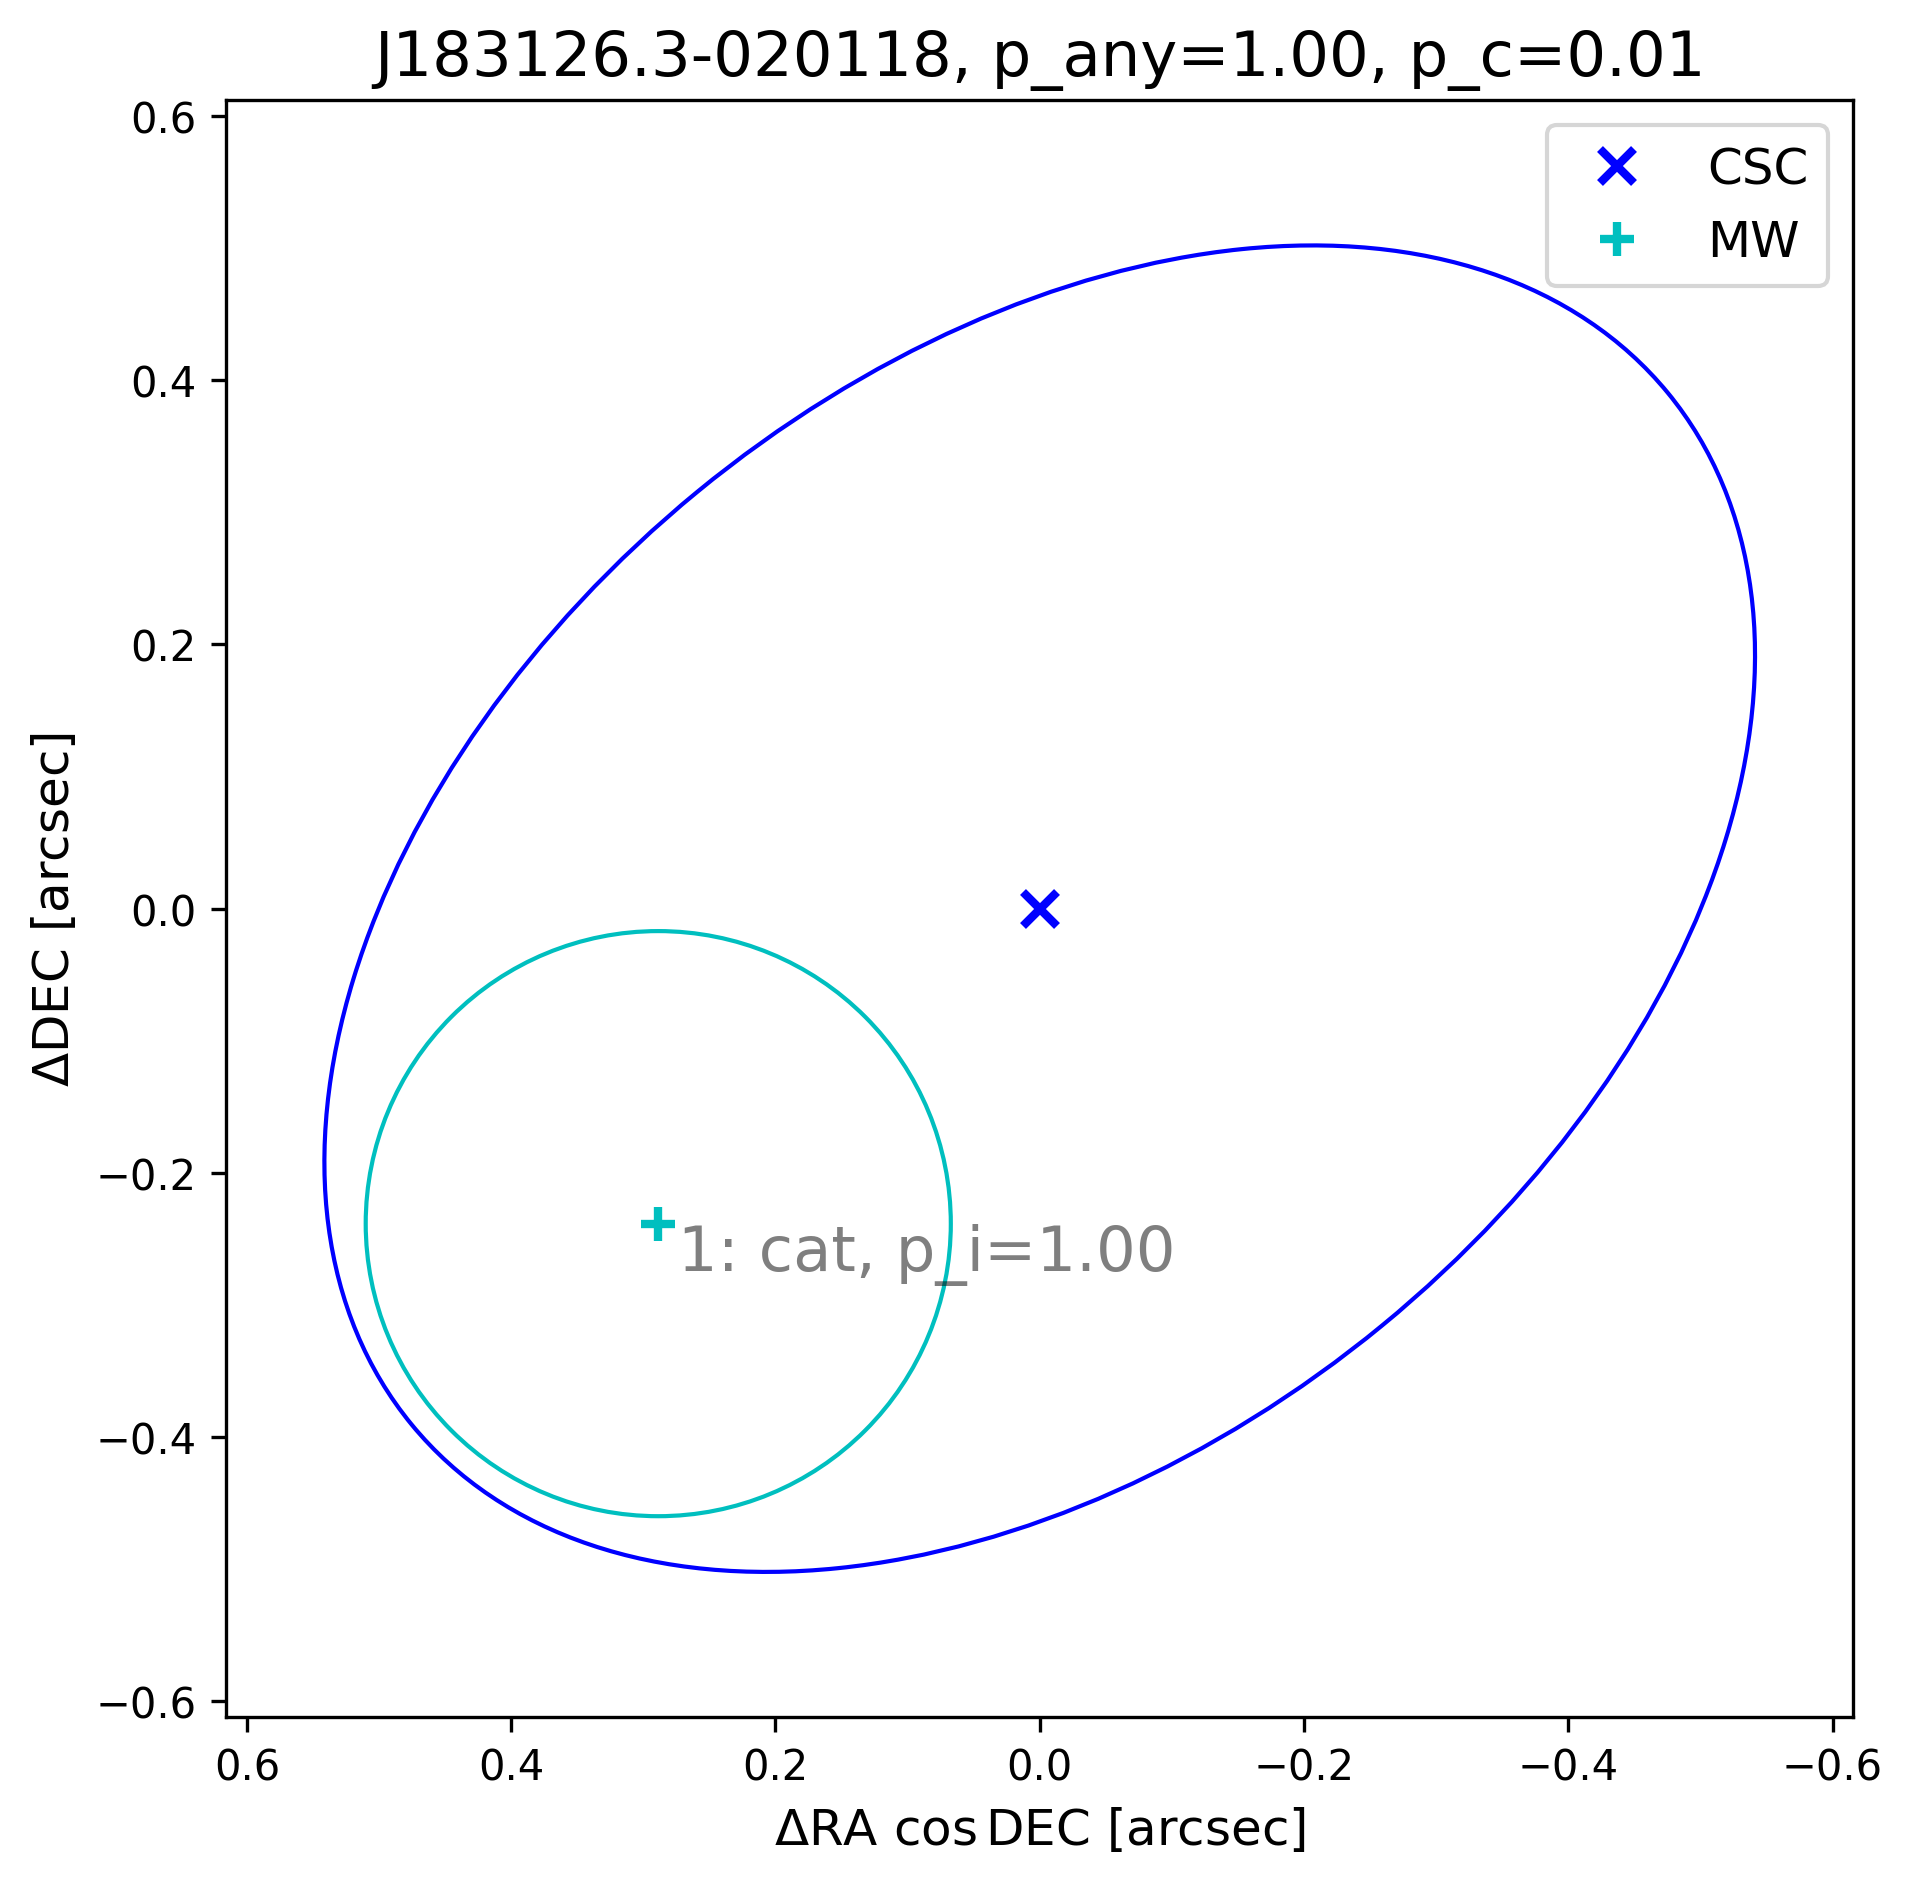 J183126.3-020118, p_any=1.00, p_c=0.01
CSC
MW
0.6
0.4
0.2
0.0
−0.2
−0.4
−0.6
ΔDEC [arcsec]
1: cat, p_i=1.00
0.6 0.4 0.2 0.0 −0.2 −0.4 −0.6
ΔRA cos DEC [arcsec]